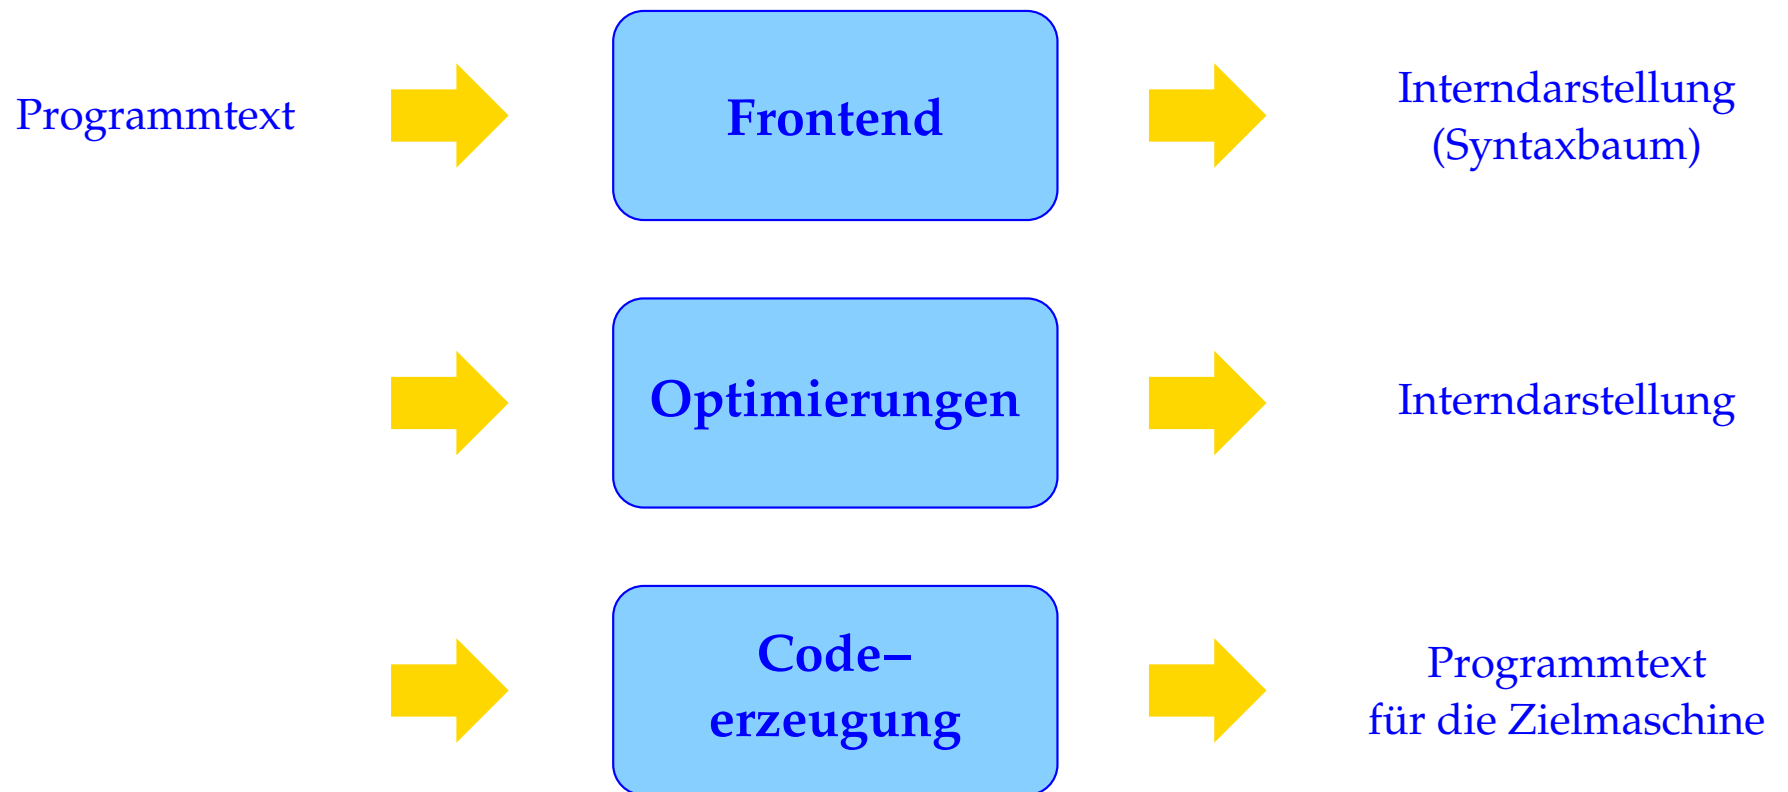 Programmtext
Frontend
Interndarstellung
(Syntaxbaum)
Optimierungen
Interndarstellung
Code–
erzeugung
Programmtext
für die Zielmaschine